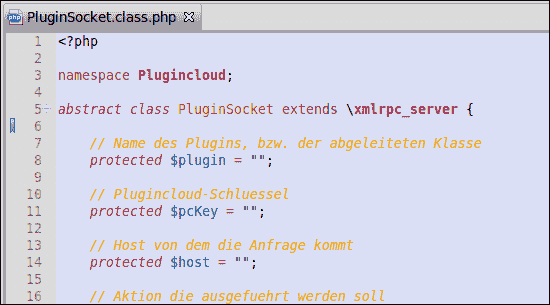 PluginSocket.class.php
1 <?php
2
3 namespace Plugincloud;
4
5 abstract class PluginSocket extends \xmlrpc_server {
6
7 // Name des Plugins, bzw. der abgeleiteten Klasse
8 protected $plugin = "";
9
10 // Plugincloud-Schluessel
11 protected $pcKey = "";
12
13 // Host von dem die Anfrage kommt
14 protected $host = "";
15
16 // Aktion die ausgefuehrt werden soll